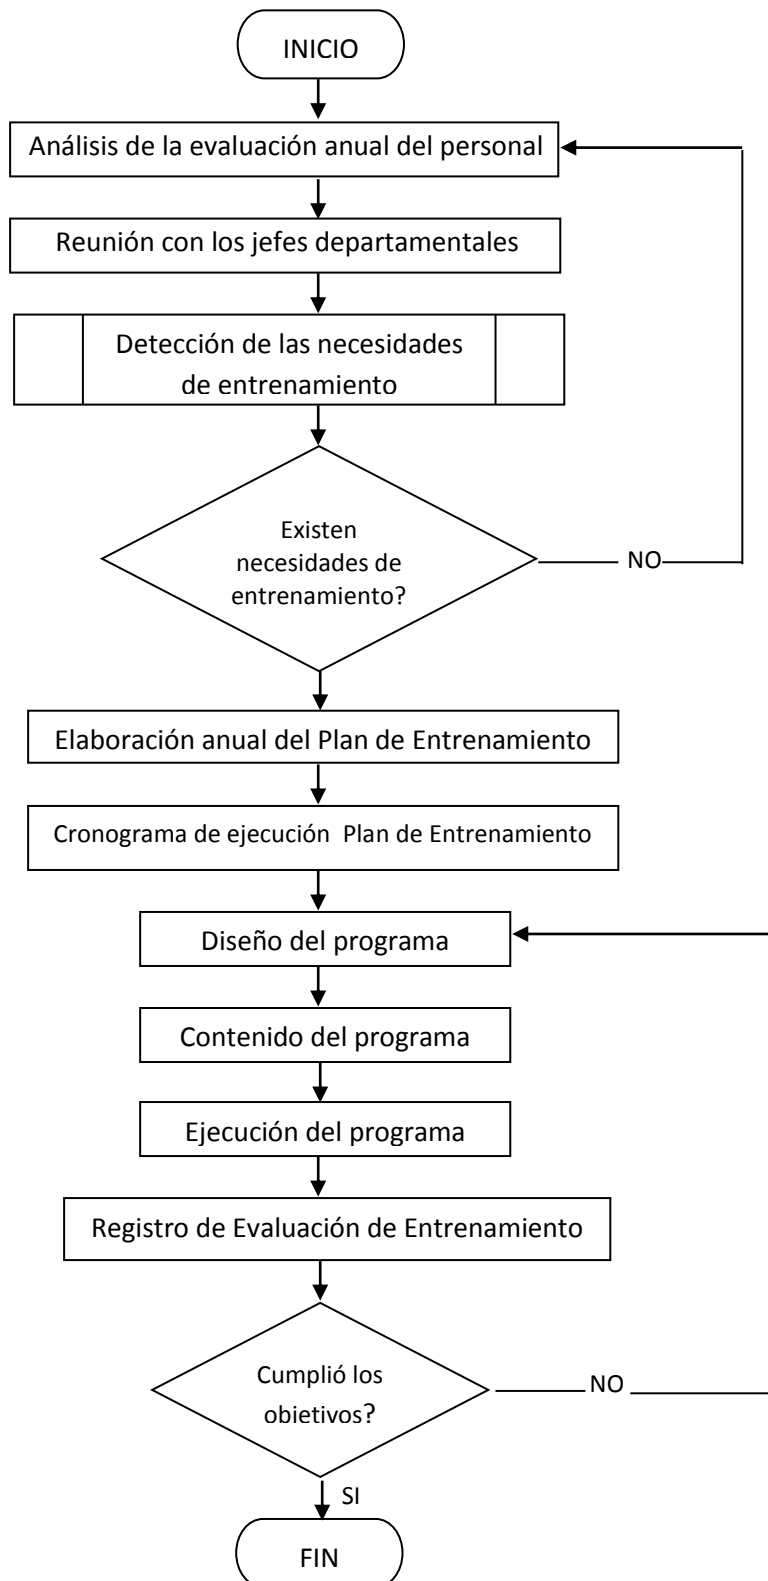 INICIO
Análisis de la evaluación anual del personal
Reunión con los jefes departamentales
Detección de las necesidades
de entrenamiento
Existen
necesidades de
entrenamiento?
NO
Elaboración anual del Plan de Entrenamiento
Cronograma de ejecución Plan de Entrenamiento
Diseño del programa
Contenido del programa
Ejecución del programa
Registro de Evaluación de Entrenamiento
Cumplió los
objetivos?
NO
SI
FIN